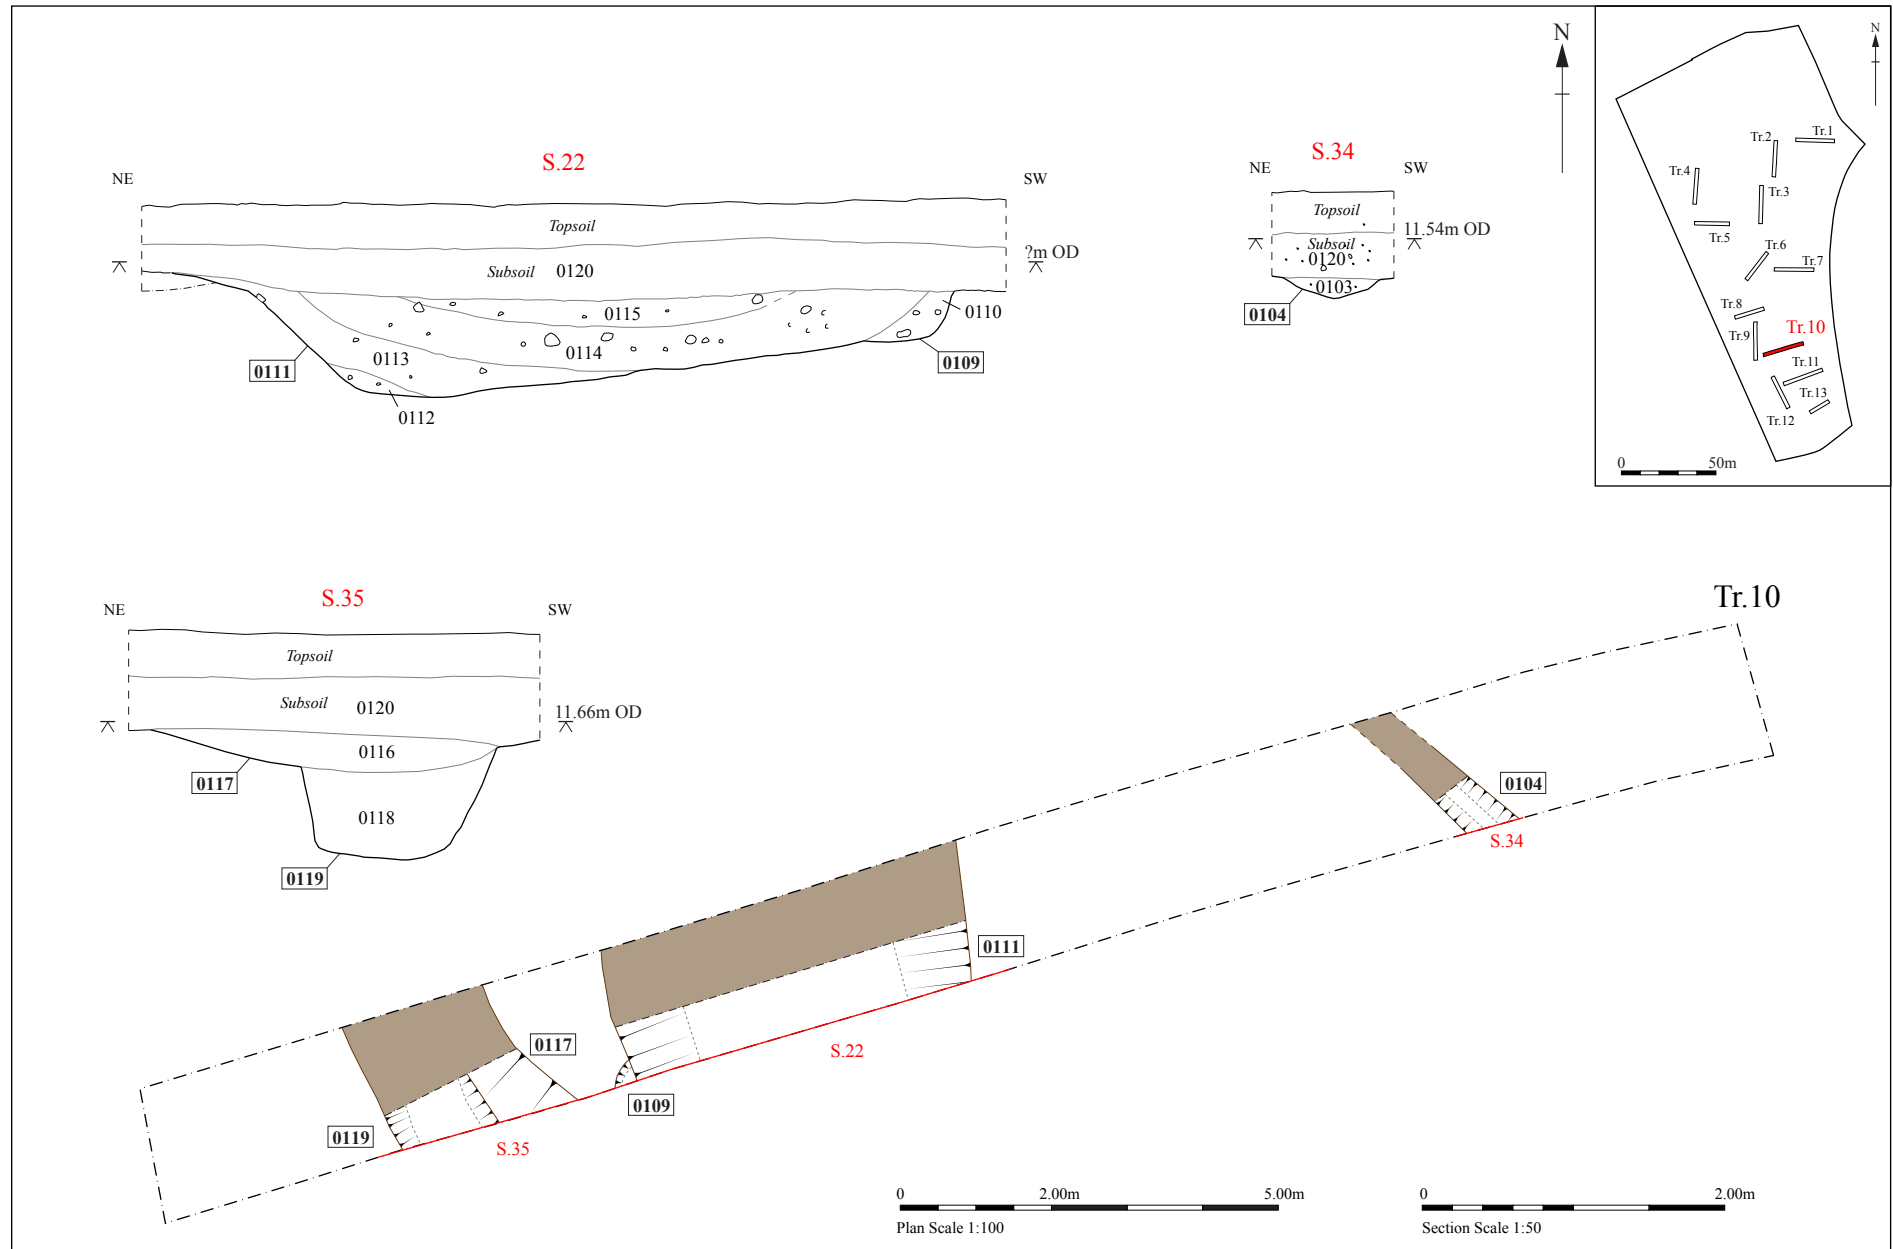 S.22
NE
SW
Topsoil
?m OD
Subsoil 0120
0115
0110
0113
0114
0111
0109
0112
S.34
NE
SW
Topsoil
11.54m OD
Subsoil
0120
0103
0104
N
N
Tr.1
Tr.2
Tr.4
Tr.3
Tr.5
Tr.6
Tr.7
Tr.8
Tr.9
Tr.10
Tr.11
Tr.13
Tr.12
0 50m
S.35
NE
SW
Topsoil
Subsoil 0120
11.66m OD
0116
0117
0118
0119
Tr.10
0104
S.34
0111
S.22
0117
0109
0119
S.35
0 2.00m 5.00m
Plan Scale 1:100
0 2.00m
Section Scale 1:50